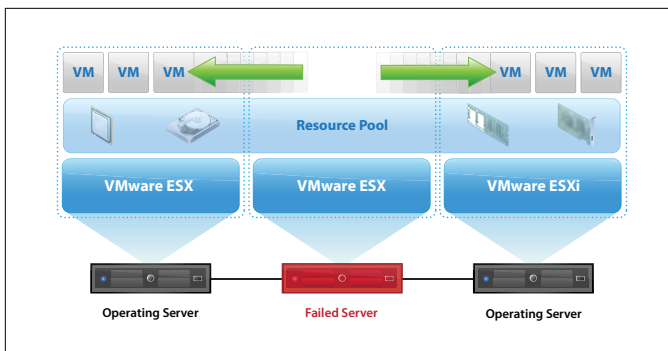 VM VM VM VM VM VM
Resource Pool
VMware ESX VMware ESX VMware ESXi
Operating Server Failed Server Operating Server